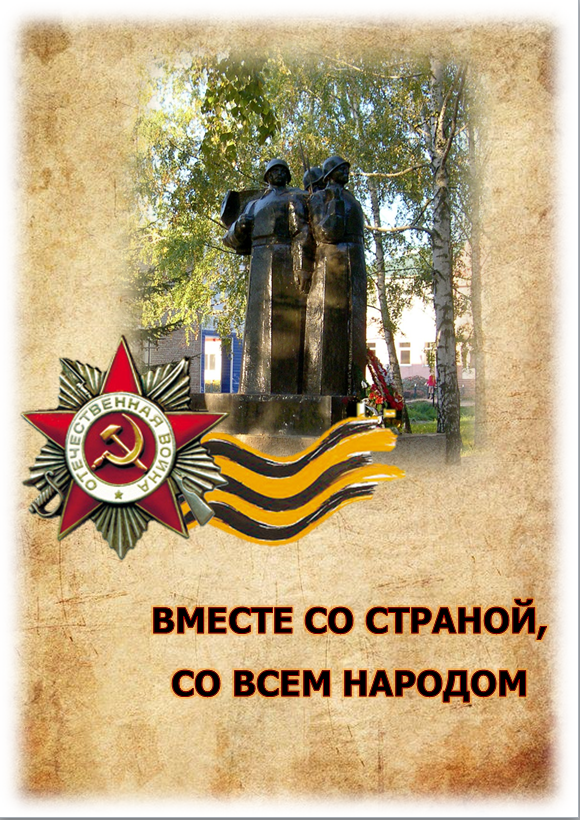 ОТЕЧЕСТВЕННАЯ ВОЙНА
ВМЕСТЕ СО СТРАНОЙ,
СО ВСЕМ НАРОДОМ